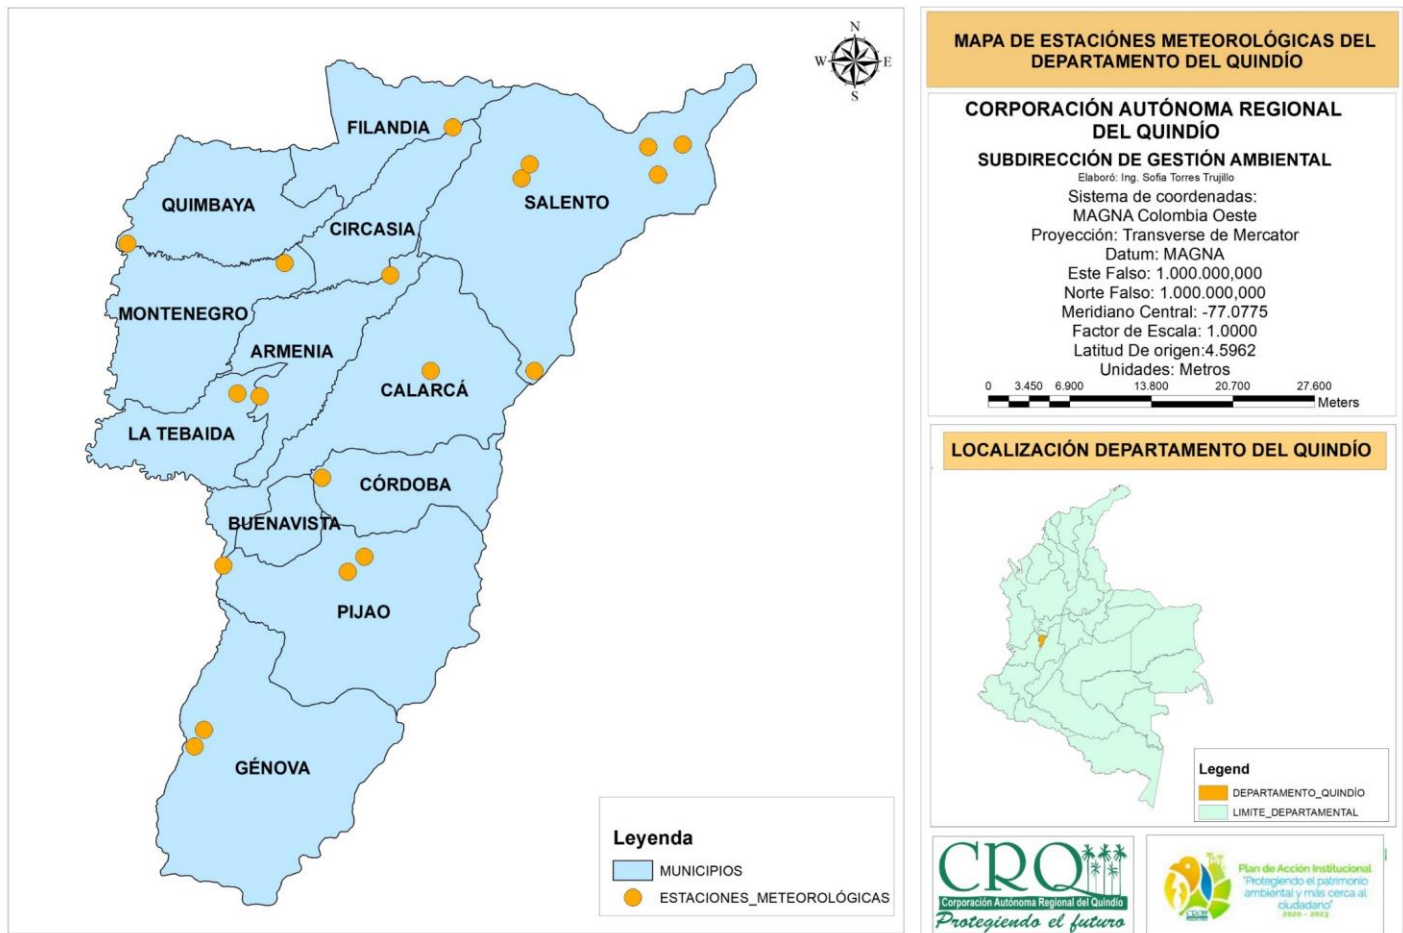 N
W
E
S
FILANDIA
QUIMBAYA
SALENTO
CIRCASIA
MONTENEGRO
ARMENIA
CALARCÁ
LA TEBAIDA
CÓRDOBA
BUENAVISTA
PIJAO
GÉNOVA
Leyenda
MUNICIPIOS
ESTACIONES_METEOROLÓGICAS
MAPA DE ESTACIÓNES METEOROLÓGICAS DEL
DEPARTAMENTO DEL QUINDÍO
CORPORACIÓN AUTÓNOMA REGIONAL
DEL QUINDÍO
SUBDIRECCIÓN DE GESTIÓN AMBIENTAL
Elaboró: Ing. Sofia Torres Trujillo
Sistema de coordenadas:
MAGNA Colombia Oeste
Proyección: Transverse de Mercator
Datum: MAGNA
Este Falso: 1.000.000,000
Norte Falso: 1.000.000,000
Meridiano Central: -77.0775
Factor de Escala: 1.0000
Latitud De origen:4.5962
Unidades: Metros
0 3.450 6.900 13.800 20.700 27.600
Meters
LOCALIZACIÓN DEPARTAMENTO DEL QUINDÍO
Legend
DEPARTAMENTO_QUINDÍO
LIMITE_DEPARTAMENTAL
CRQ
Corporación Autónoma Regional del Quindío
Protegiendo el futuro
CRQ
Plan de Acción Institucional
"Protegiendo el patrimonio
ambiental y más cerca al
ciudadano"
2020 - 2023